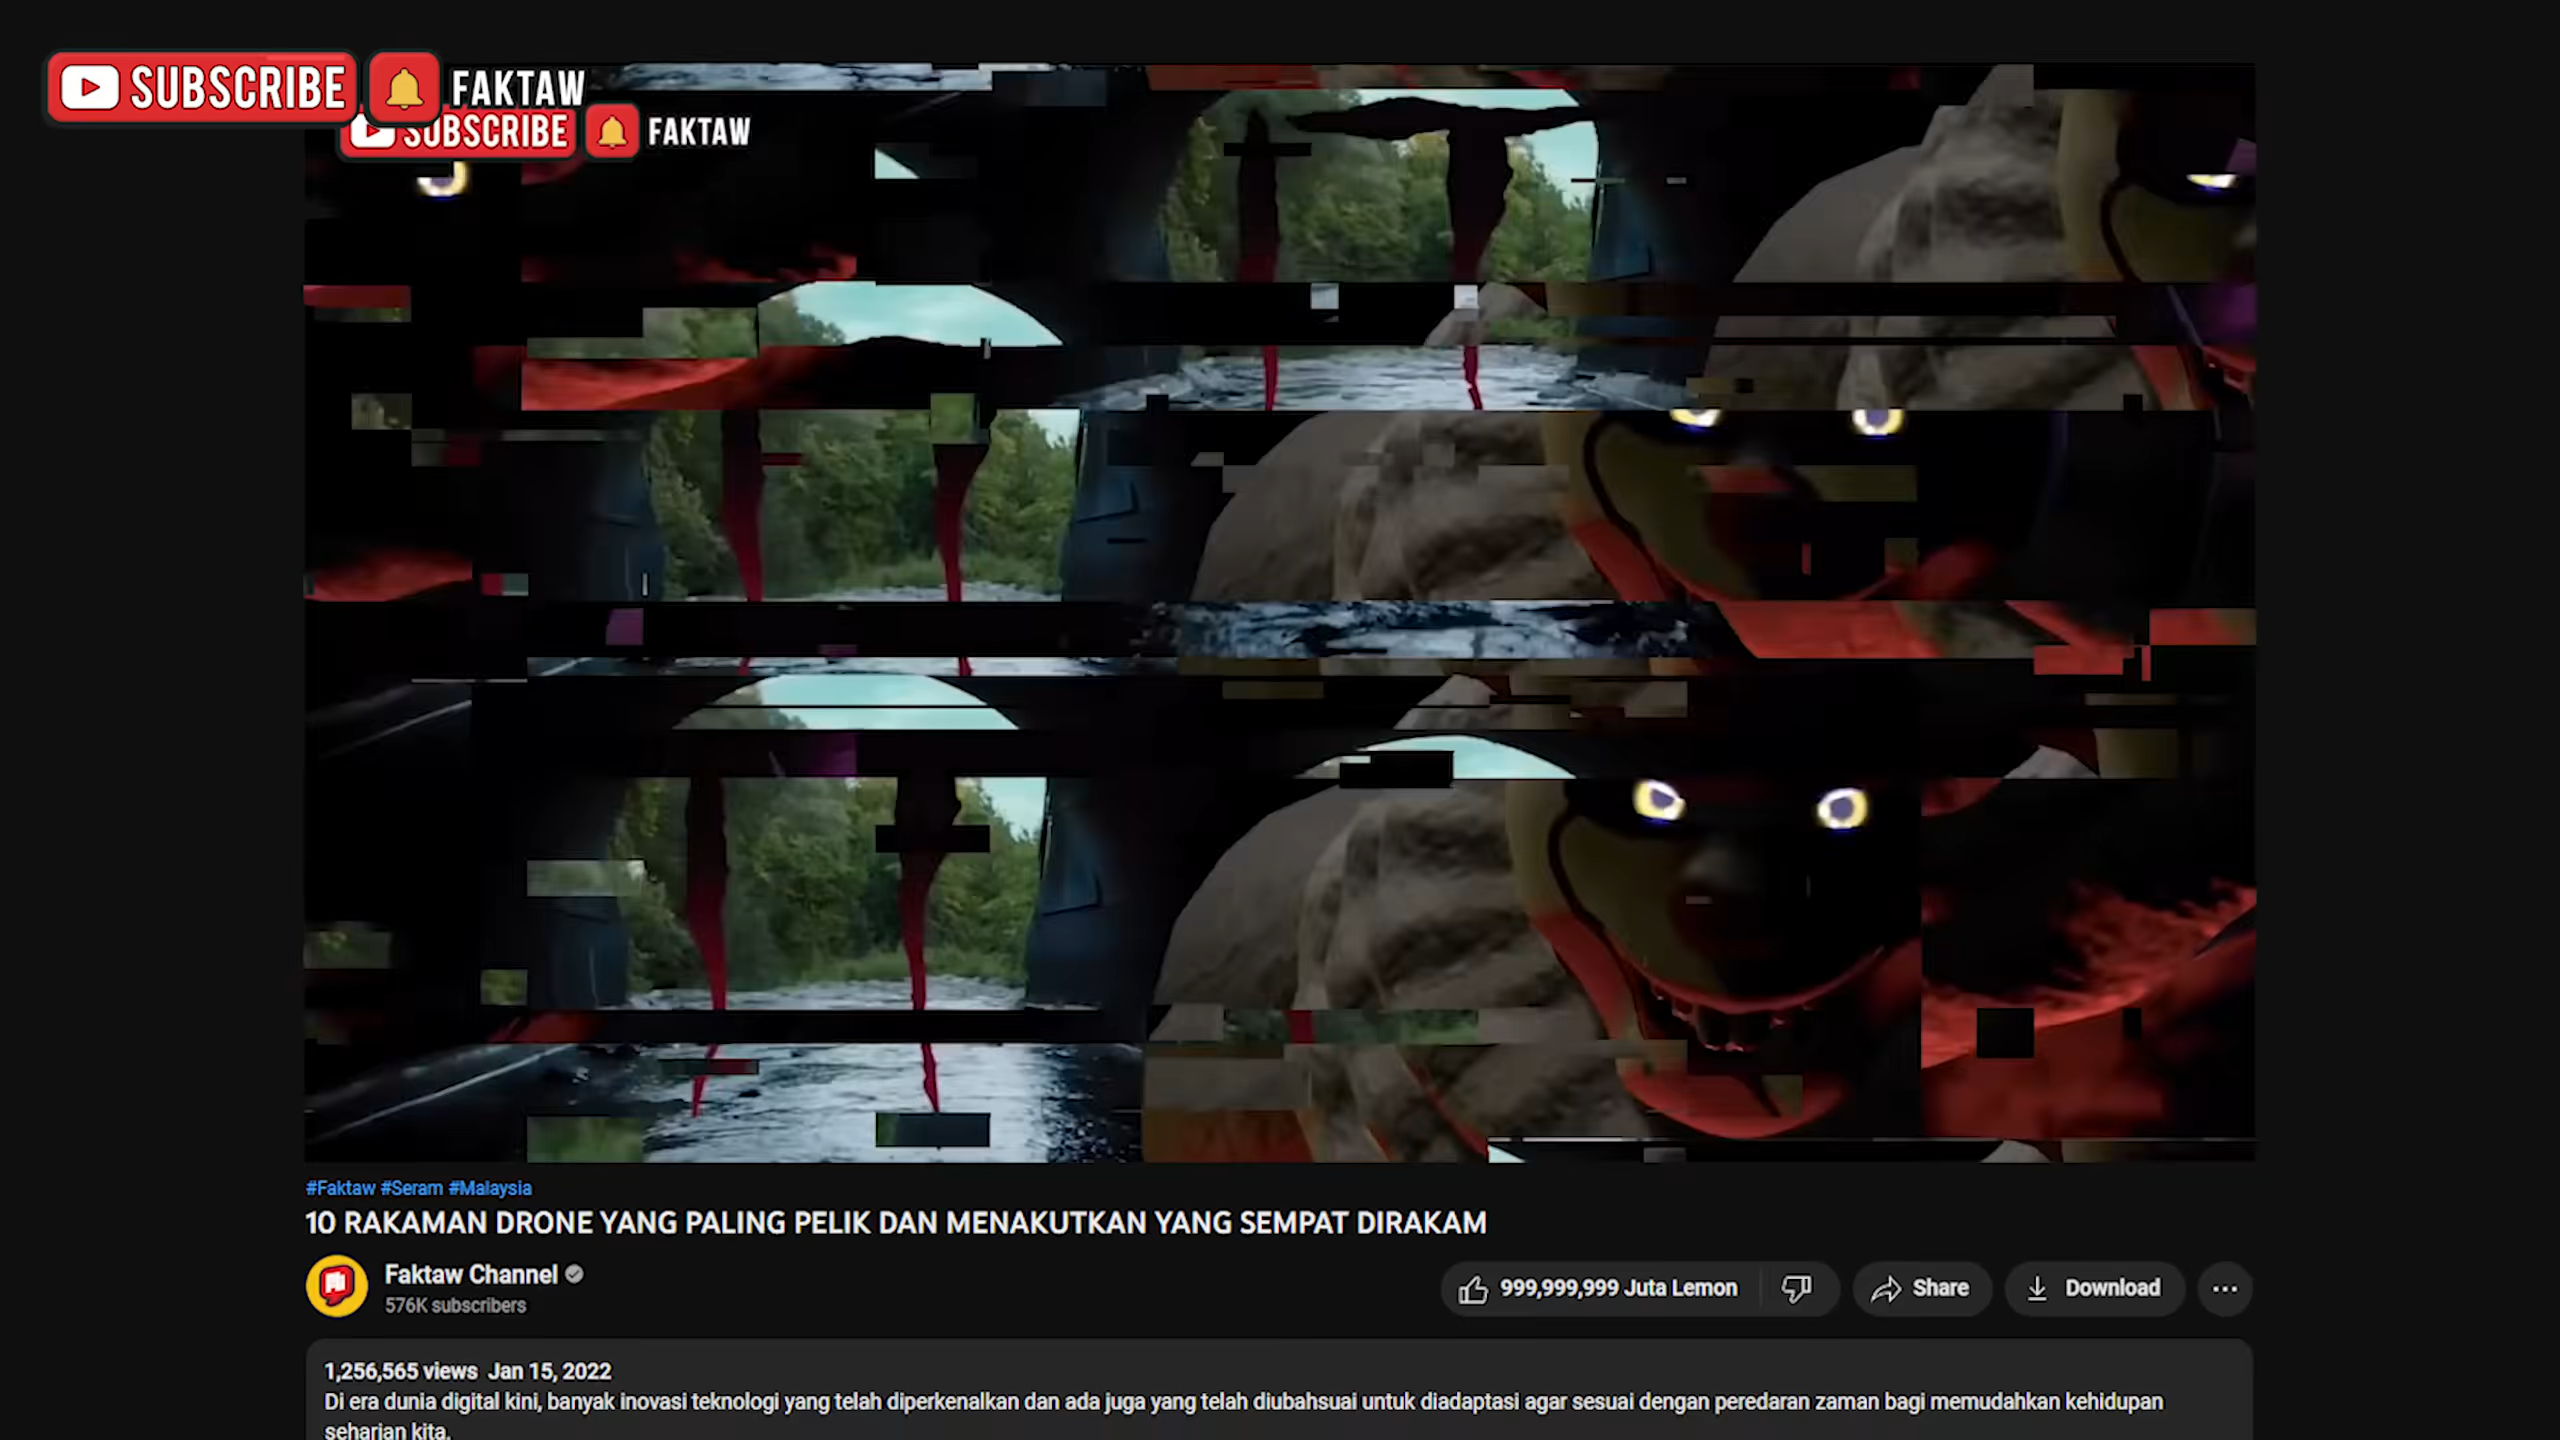 SUBSCRIBE FAKTAW
SUBSCRIBE FAKTAW
#Faktaw #Seram #Malaysia
10 RAKAMAN DRONE YANG PALING PELIK DAN MENAKUTKAN YANG SEMPAT DIRAKAM
Faktaw Channel
576K subscribers
999,999,999 Juta Lemon
Share
Download
1,256,565 views Jan 15, 2022
Di era dunia digital kini, banyak inovasi teknologi yang telah diperkenalkan dan ada juga yang telah diubahsuai untuk diadaptasi agar sesuai dengan peredaran zaman bagi memudahkan kehidupan
seharian kita.